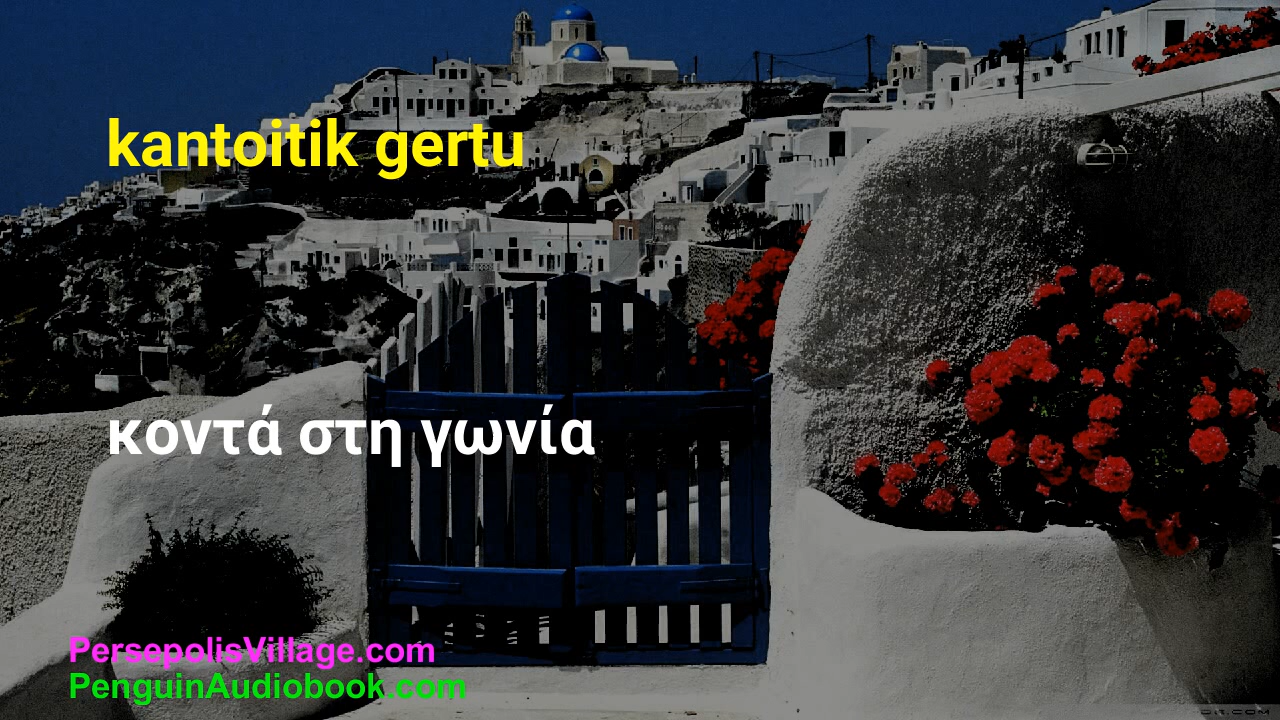 kantoitik gertu
κοντά στη γωνία
PersepolisVillage.com
PenguinAudiobook.com